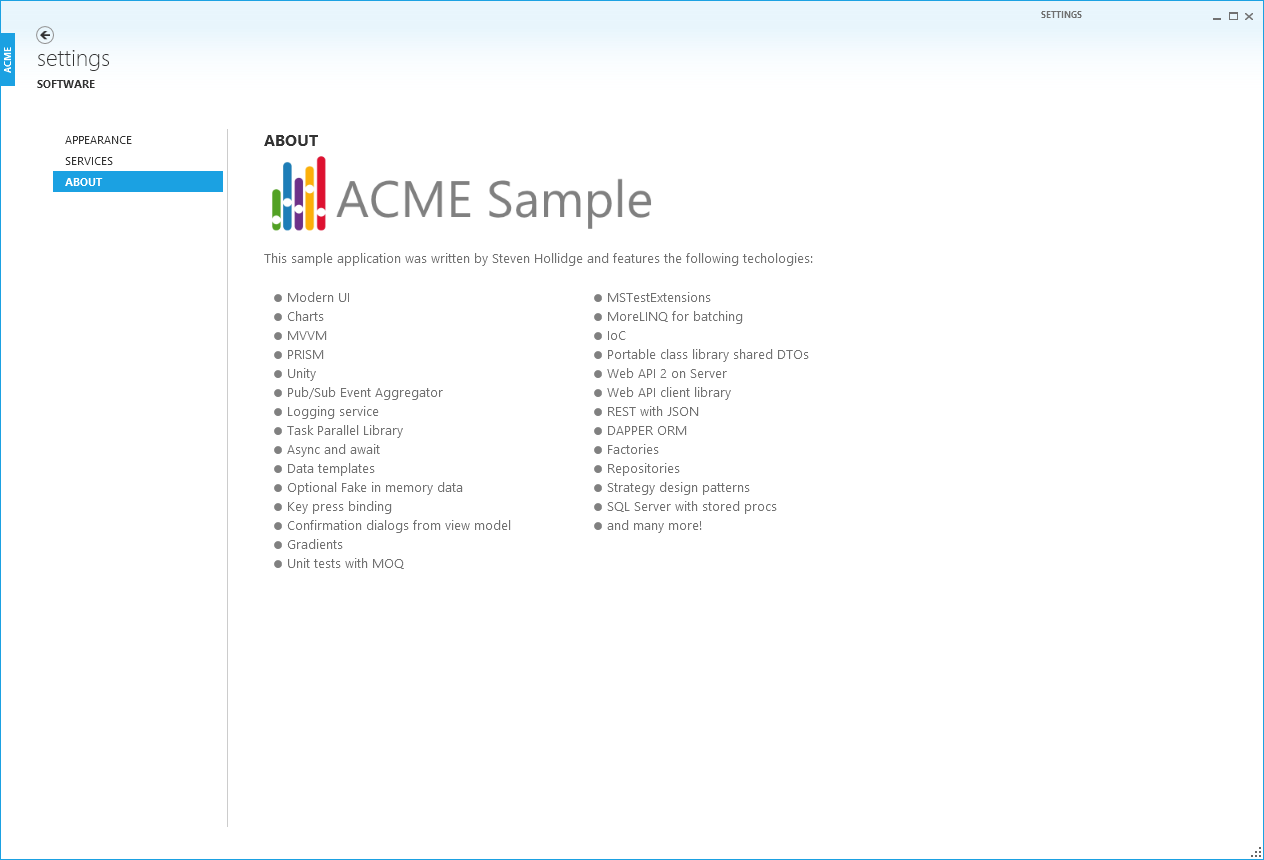 SETTINGS
ACME
settings
SOFTWARE
APPEARANCE
SERVICES
ABOUT
ABOUT
ACME Sample
This sample application was written by Steven Hollidge and features the following techologies:
Modern UI
Charts
MVVM
PRISM
Unity
Pub/Sub Event Aggregator
Logging service
Task Parallel Library
Async and await
Data templates
Optional Fake in memory data
Key press binding
Confirmation dialogs from view model
Gradients
Unit tests with MOQ
MSTestExtensions
MoreLINQ for batching
IoC
Portable class library shared DTOs
Web API 2 on Server
Web API client library
REST with JSON
DAPPER ORM
Factories
Repositories
Strategy design patterns
SQL Server with stored procs
and many more!